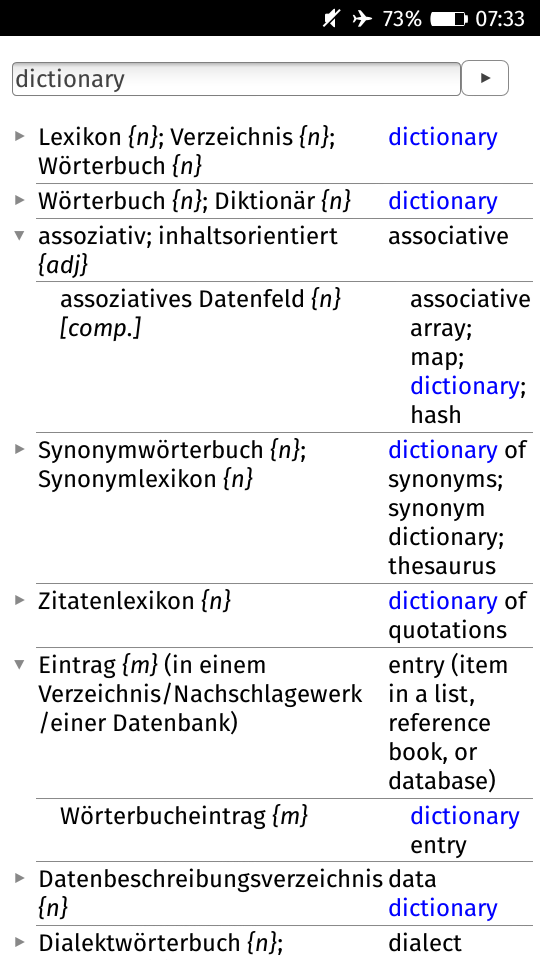 73% 07:33
dictionary
Lexikon {n}; Verzeichnis {n};
Wörterbuch {n}
dictionary
Wörterbuch {n}; Diktionär {n}
dictionary
assoziativ; inhaltsorientiert
{adj}
associative
assoziatives Datenfeld {n}
[comp.]
associative
array;
map;
dictionary;
hash
Synonymwörterbuch {n};
Synonymlexikon {n}
dictionary of
synonyms;
synonym
dictionary;
thesaurus
Zitatenlexikon {n}
dictionary of
quotations
Eintrag {m} (in einem
Verzeichnis/Nachschlagewerk
/einer Datenbank)
entry (item
in a list,
reference
book, or
database)
Wörterbucheintrag {m}
dictionary
entry
Datenbeschreibungsverzeichnis
{n}
data
dictionary
Dialektwörterbuch {n};
dialect